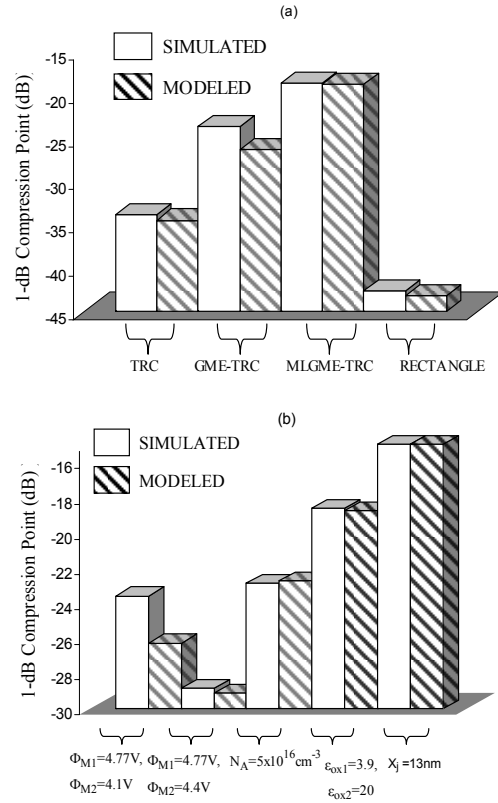 (a)
SIMULATED
MODELED
1-dB Compression Point (dB)
-15
-20
-25
-30
-35
-40
-45
TRC
GME-TRC
MLGME-TRC
RECTANGLE
(b)
SIMULATED
MODELED
1-dB Compression Point (dB)
-16
-18
-20
-22
-24
-26
-28
-30
ΦM1=4.77V,
ΦM2=4.1V
ΦM1=4.77V,
ΦM2=4.4V
NA=5x10¹⁶cm⁻³
εox1=3.9,
εox2=20
Xj =13nm